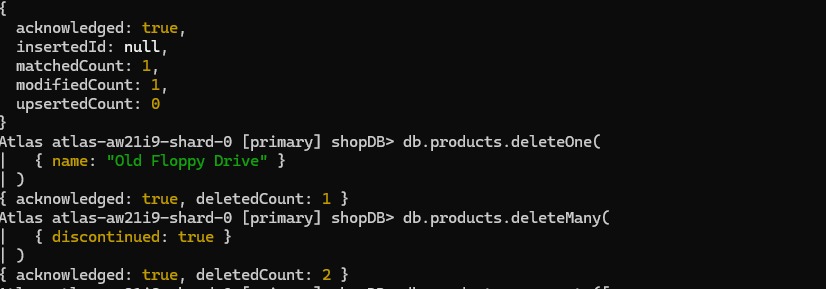 {
  acknowledged: true,
  insertedId: null,
  matchedCount: 1,
  modifiedCount: 1,
  upsertedCount: 0
}
Atlas atlas-aw21i9-shard-0 [primary] shopDB> db.products.deleteOne(
|   { name: "Old Floppy Drive" }
| )
{ acknowledged: true, deletedCount: 1 }
Atlas atlas-aw21i9-shard-0 [primary] shopDB> db.products.deleteMany(
|   { discontinued: true }
| )
{ acknowledged: true, deletedCount: 2 }